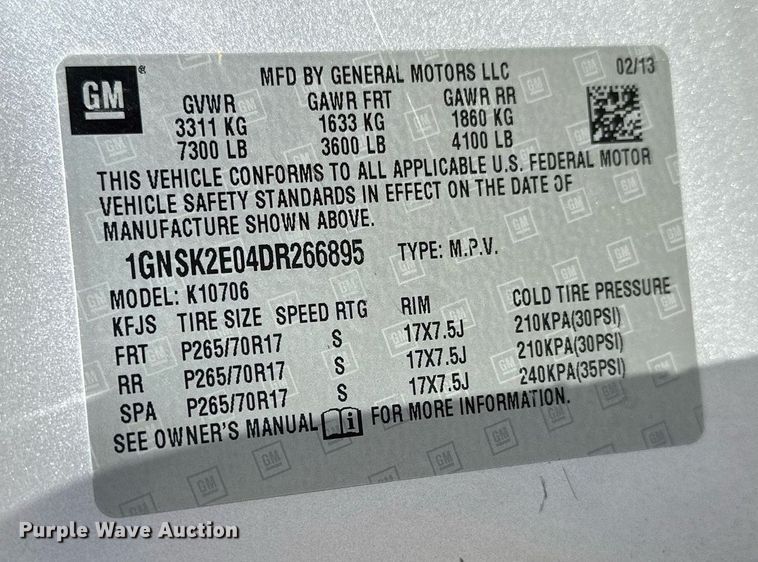 GM ® MFD BY GENERAL MOTORS LLC 02/13
GVWR GAWR FRT GAWR RR
3311 KG 1633 KG 1860 KG
7300 LB 3600 LB 4100 LB
THIS VEHICLE CONFORMS TO ALL APPLICABLE U.S. FEDERAL MOTOR
VEHICLE SAFETY STANDARDS IN EFFECT ON THE DATE OF
MANUFACTURE SHOWN ABOVE.
1GNSK2E04DR266895 TYPE: M.P.V.
MODEL: K10706
KFJS TIRE SIZE SPEED RTG RIM COLD TIRE PRESSURE
FRT P265/70R17 S 17X7.5J 210KPA(30PSI)
RR P265/70R17 S 17X7.5J 210KPA(30PSI)
SPA P265/70R17 S 17X7.5J 240KPA(35PSI)
SEE OWNER'S MANUAL i FOR MORE INFORMATION.
Purple Wave Auction